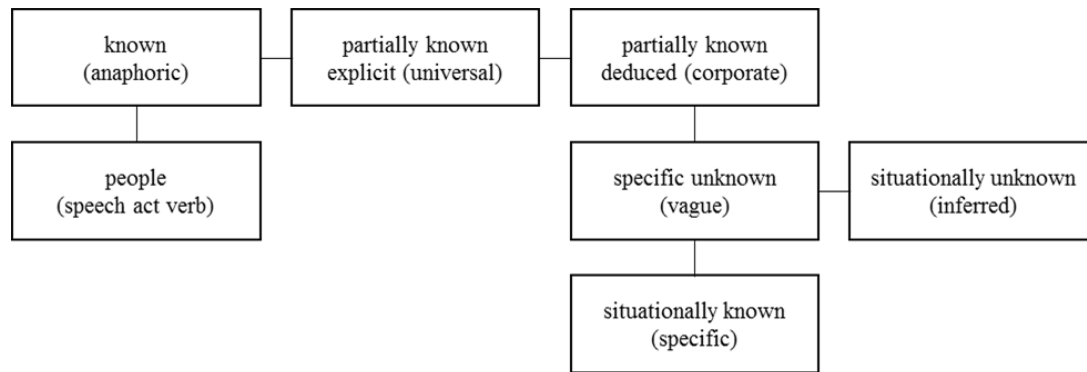 known
(anaphoric)
partially known
explicit (universal)
partially known
deduced (corporate)
people
(speech act verb)
specific unknown
(vague)
situationally unknown
(inferred)
situationally known
(specific)